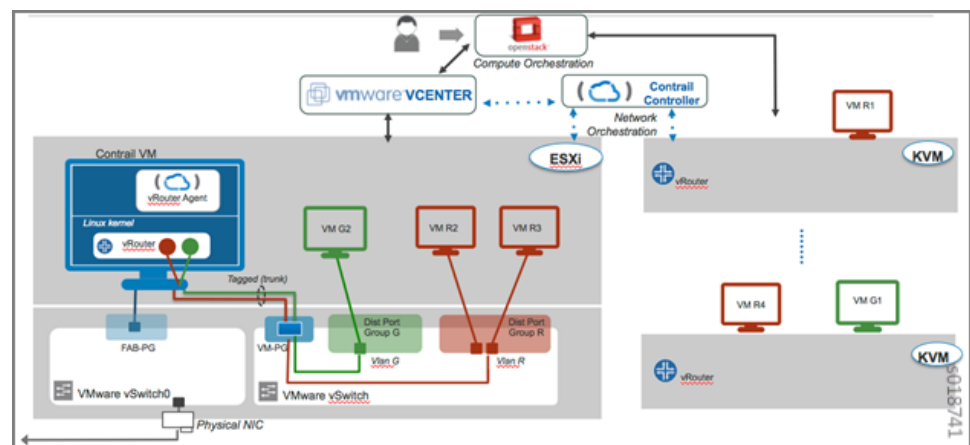 openstack
Compute Orchestration
vmware VCENTER
Contrail
Controller
Network
Orchestration
VM R1
ESXi
KVM
Contrail VM
vRouter Agent
Linux kernel
vRouter
vRouter
VM G2
VM R2
VM R3
Tagged (trunk)
VM R4
VM G1
FAB-PG
VM-PG
Dist Port
Group G
Dist Port
Group R
Vlan G
Vlan R
KVM
vRouter
VMware vSwitch0
VMware vSwitch
Physical NIC
s018741